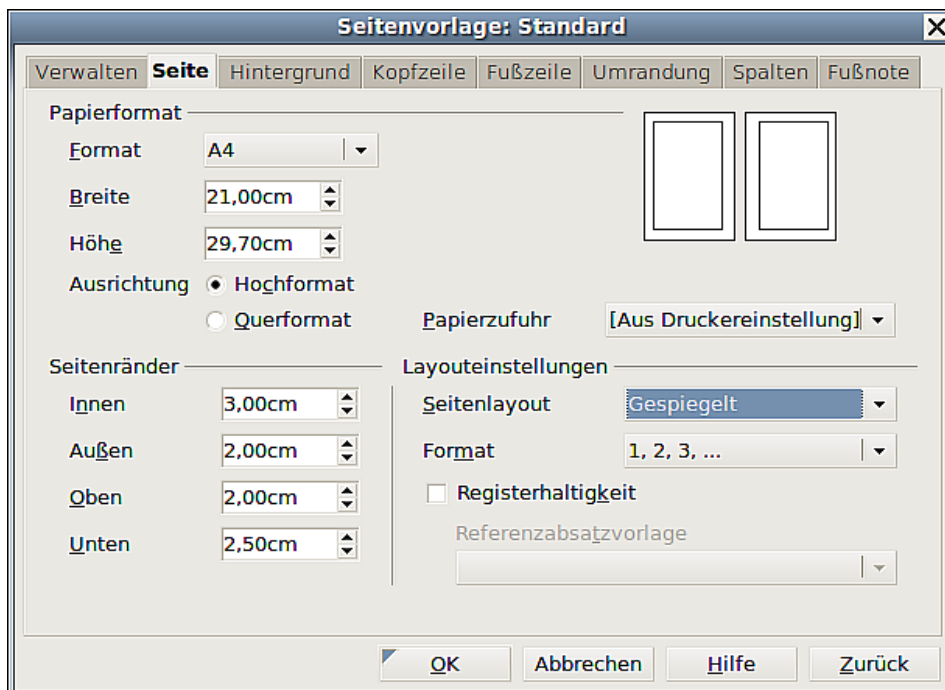 Seitenvorlage: Standard
Verwalten Seite Hintergrund Kopfzeile Fußzeile Umrandung Spalten Fußnote
Papierformat
Format A4
Breite 21,00cm
Höhe 29,70cm
Ausrichtung Hochformat
Querformat Papierzufuhr [Aus Druckereinstellung]
Seitenränder Layouteinstellungen
Innen 3,00cm Seitenlayout Gespiegelt
Außen 2,00cm Format 1, 2, 3, ...
Oben 2,00cm Registerhaltigkeit
Referenzabsatzvorlage
Unten 2,50cm
OK Abbrechen Hilfe Zurück